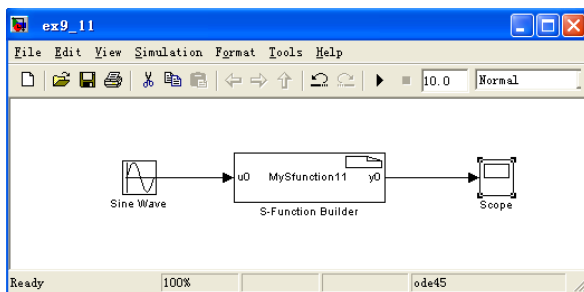 ex9_11
File Edit View Simulation Format Tools Help
10.0 Normal
u0 MySfunction11 y0
Sine Wave
S-Function Builder
Scope
Ready 100% ode45